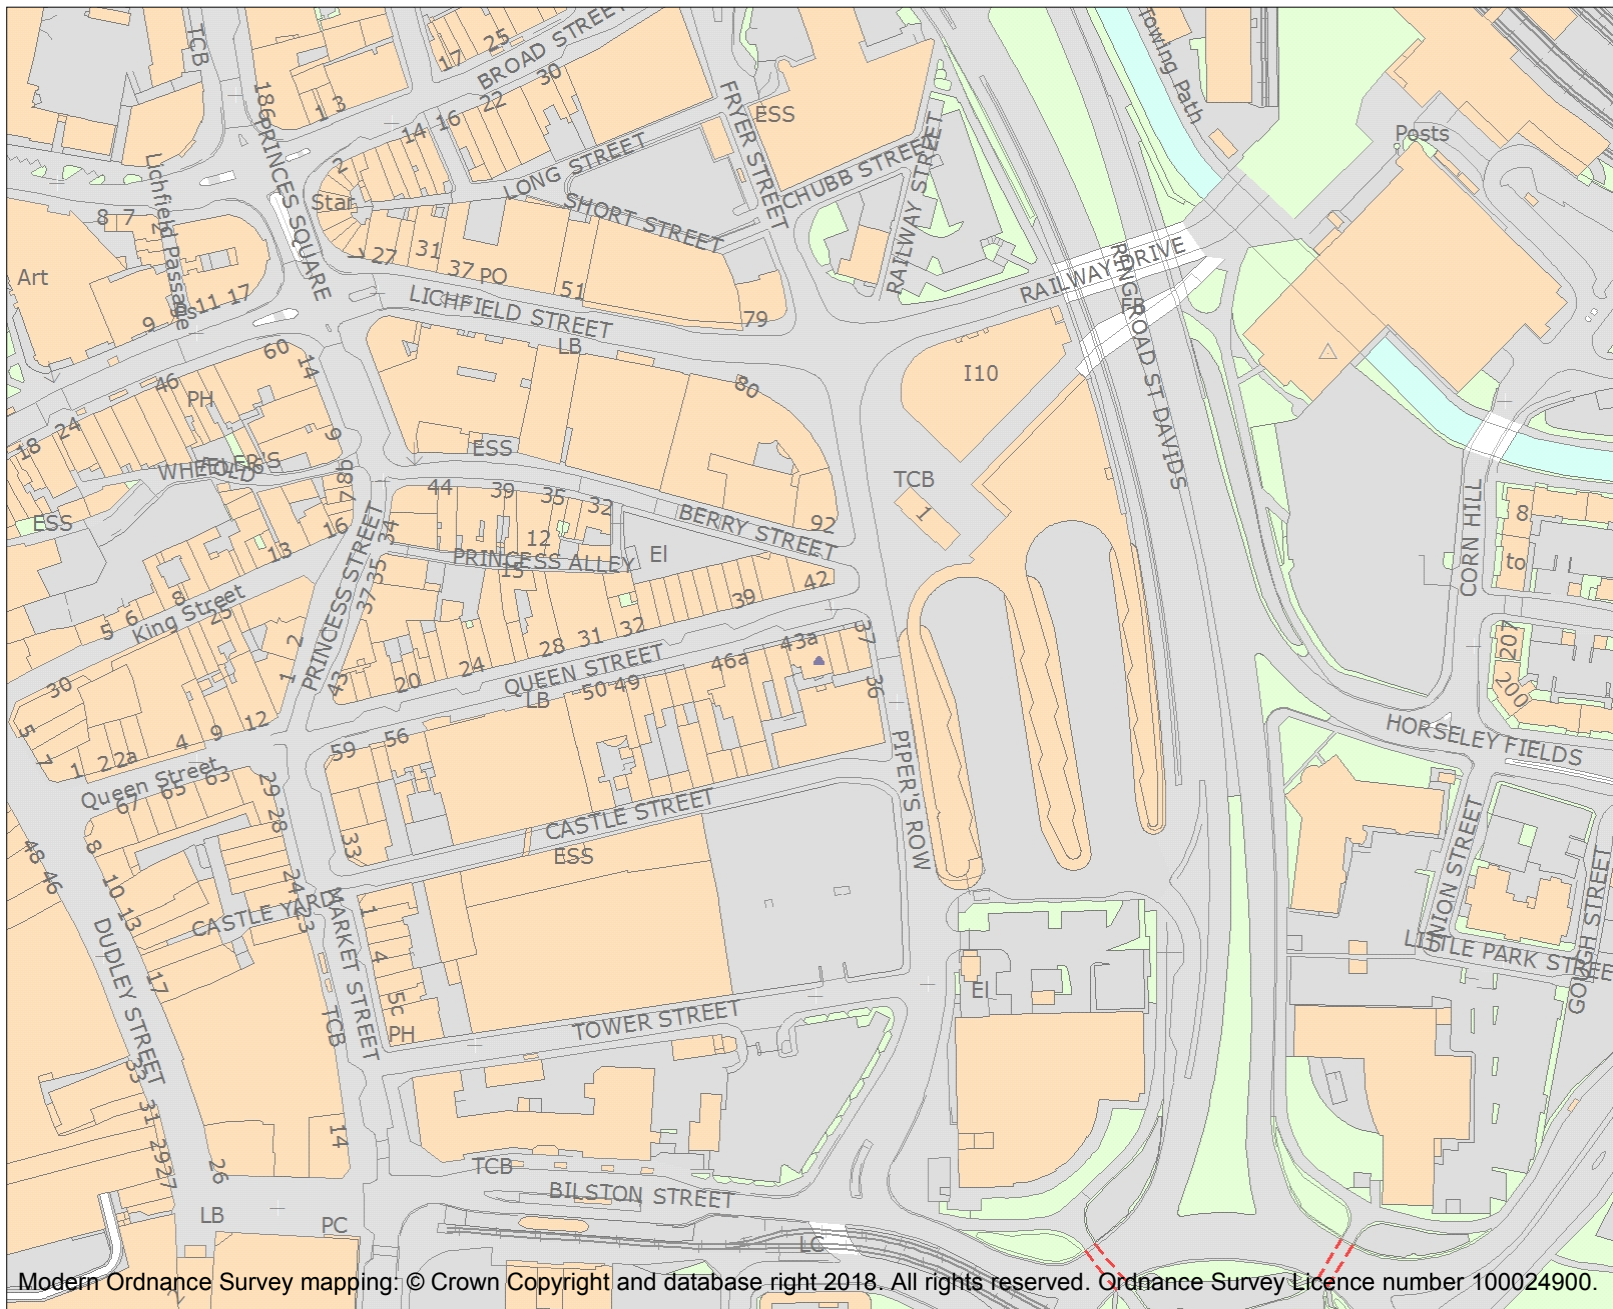 TCB
17
25
BROAD STREET
30
22
186
1
3
14
16
PRINCES SQUARE
2
Star
Lichfield Passage
2
8
7
Art
9
11
17
27
31
37
PO
LICHFIELD STREET
51
79
LB
LONG STREET
SHORT STREET
FRYER STREET
ESS
CHUBB STREET
RAILWAY STREET
Towing Path
Posts
RAILWAY DRIVE
FB
RING ROAD ST DAVIDS
I10
80
60
14
46
PH
24
18
9
WHEELER'S
FOLD
ESS
8b
7
16
13
34
44
39
35
32
ESS
12
PRINCESS ALLEY
15
El
BERRY STREET
92
TCB
1
CORN HILL
8
to
207
200
HORSELEY FIELDS
PRINCESS STREET
35
37
43
King Street
5
6
8
25
2
1
30
5
7
1
2
2a
4
9
12
Queen Street
67
65
63
20
24
28
31
32
39
42
QUEEN STREET
LB
50
49
46a
43a
37
36
PIPER'S ROW
59
56
29
28
33
CASTLE STREET
ESS
48
46
8
10
13
17
24
23
CASTLE YARD
MARKET STREET
1
4
5c
PH
DUDLEY STREET
TCB
TOWER STREET
El
UNION STREET
LITTLE PARK STREE
GOUGH STREET
33
31
29
27
26
14
TCB
BILSTON STREET
LB
PC
LC
Modern Ordnance Survey mapping: © Crown Copyright and database right 2018. All rights reserved. Ordnance Survey Licence number 100024900.